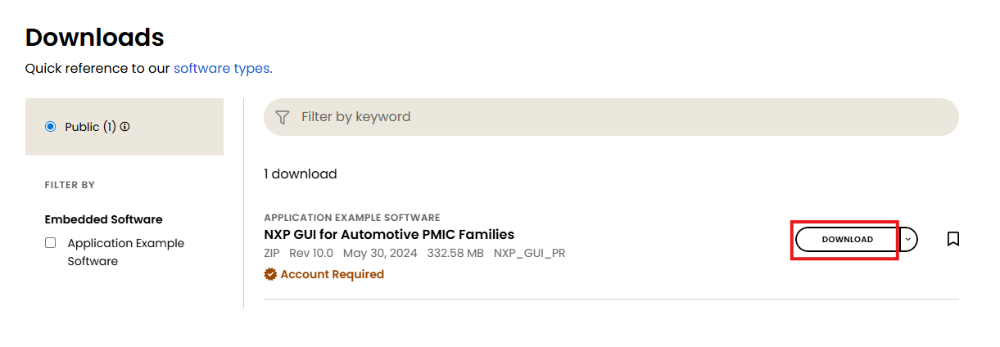 Downloads
Quick reference to our software types.
Public (1)
Filter by keyword
FILTER BY
Embedded Software
Application Example
Software
1 download
APPLICATION EXAMPLE SOFTWARE
NXP GUI for Automotive PMIC Families
ZIP Rev 10.0 May 30, 2024 332.58 MB NXP_GUI_PR
Account Required
DOWNLOAD